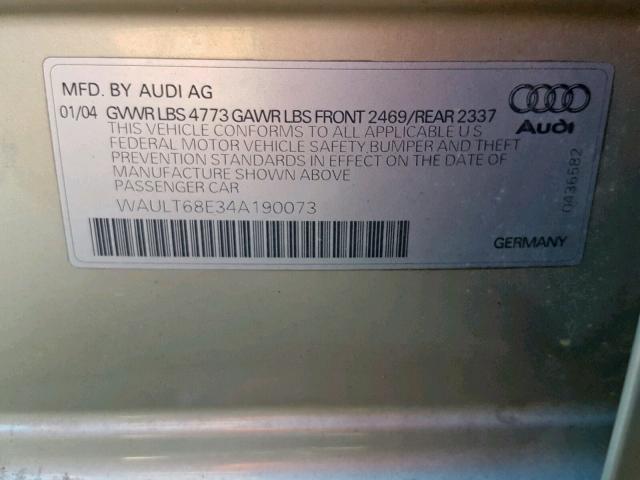 MFD. BY AUDI AG
01/04 GVWR LBS 4773 GAWR LBS FRONT 2469/REAR 2337
THIS VEHICLE CONFORMS TO ALL APPLICABLE U S
FEDERAL MOTOR VEHICLE SAFETY,BUMPER AND THEFT
PREVENTION STANDARDS IN EFFECT ON THE DATE OF
MANUFACTURE SHOWN ABOVE
PASSENGER CAR
WAULT68E34A190073
Audi
0436582
GERMANY